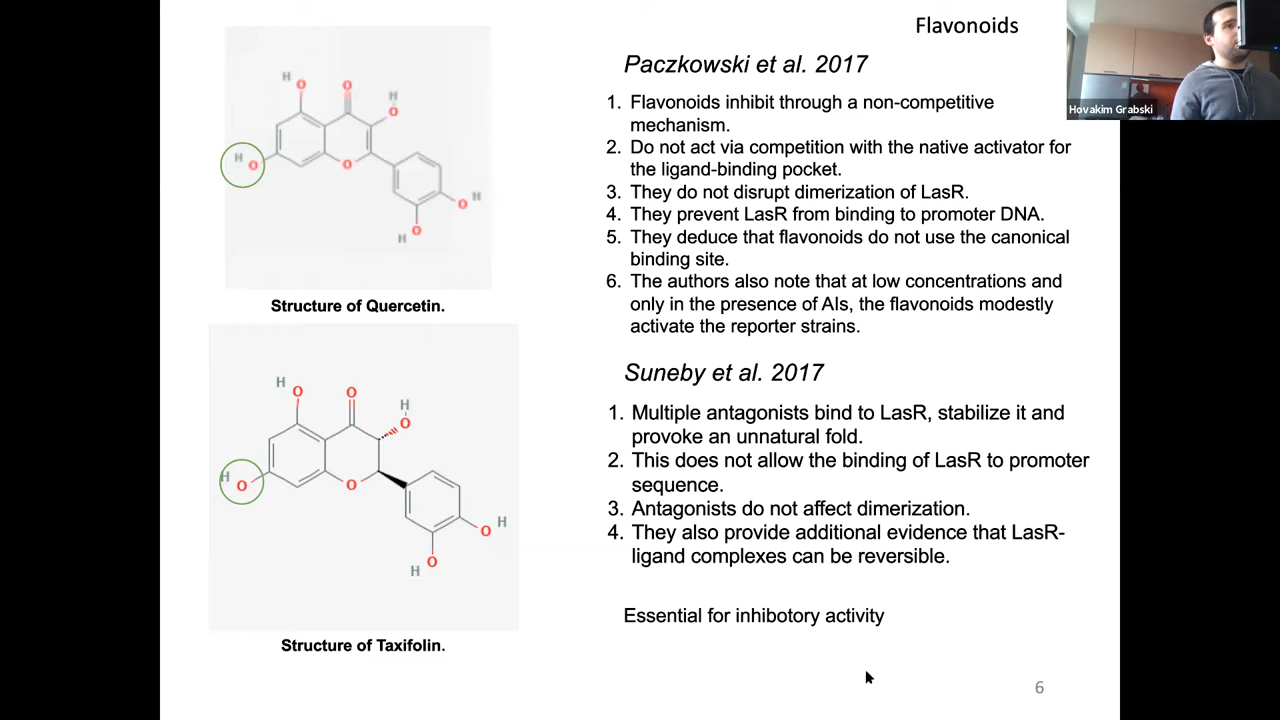 Flavonoids
Hovakim Grabski
H
O
O
H
O
H
O
O
O
H
O
H
Structure of Quercetin.
H
O
O
H
O
H
O
O
O
H
O
H
Structure of Taxifolin.
Paczkowski et al. 2017
1. Flavonoids inhibit through a non-competitive
mechanism.
2. Do not act via competition with the native activator for
the ligand-binding pocket.
3. They do not disrupt dimerization of LasR.
4. They prevent LasR from binding to promoter DNA.
5. They deduce that flavonoids do not use the canonical
binding site.
6. The authors also note that at low concentrations and
only in the presence of AIs, the flavonoids modestly
activate the reporter strains.
Suneby et al. 2017
1. Multiple antagonists bind to LasR, stabilize it and
provoke an unnatural fold.
2. This does not allow the binding of LasR to promoter
sequence.
3. Antagonists do not affect dimerization.
4. They also provide additional evidence that LasR-
ligand complexes can be reversible.
Essential for inhibotory activity
6